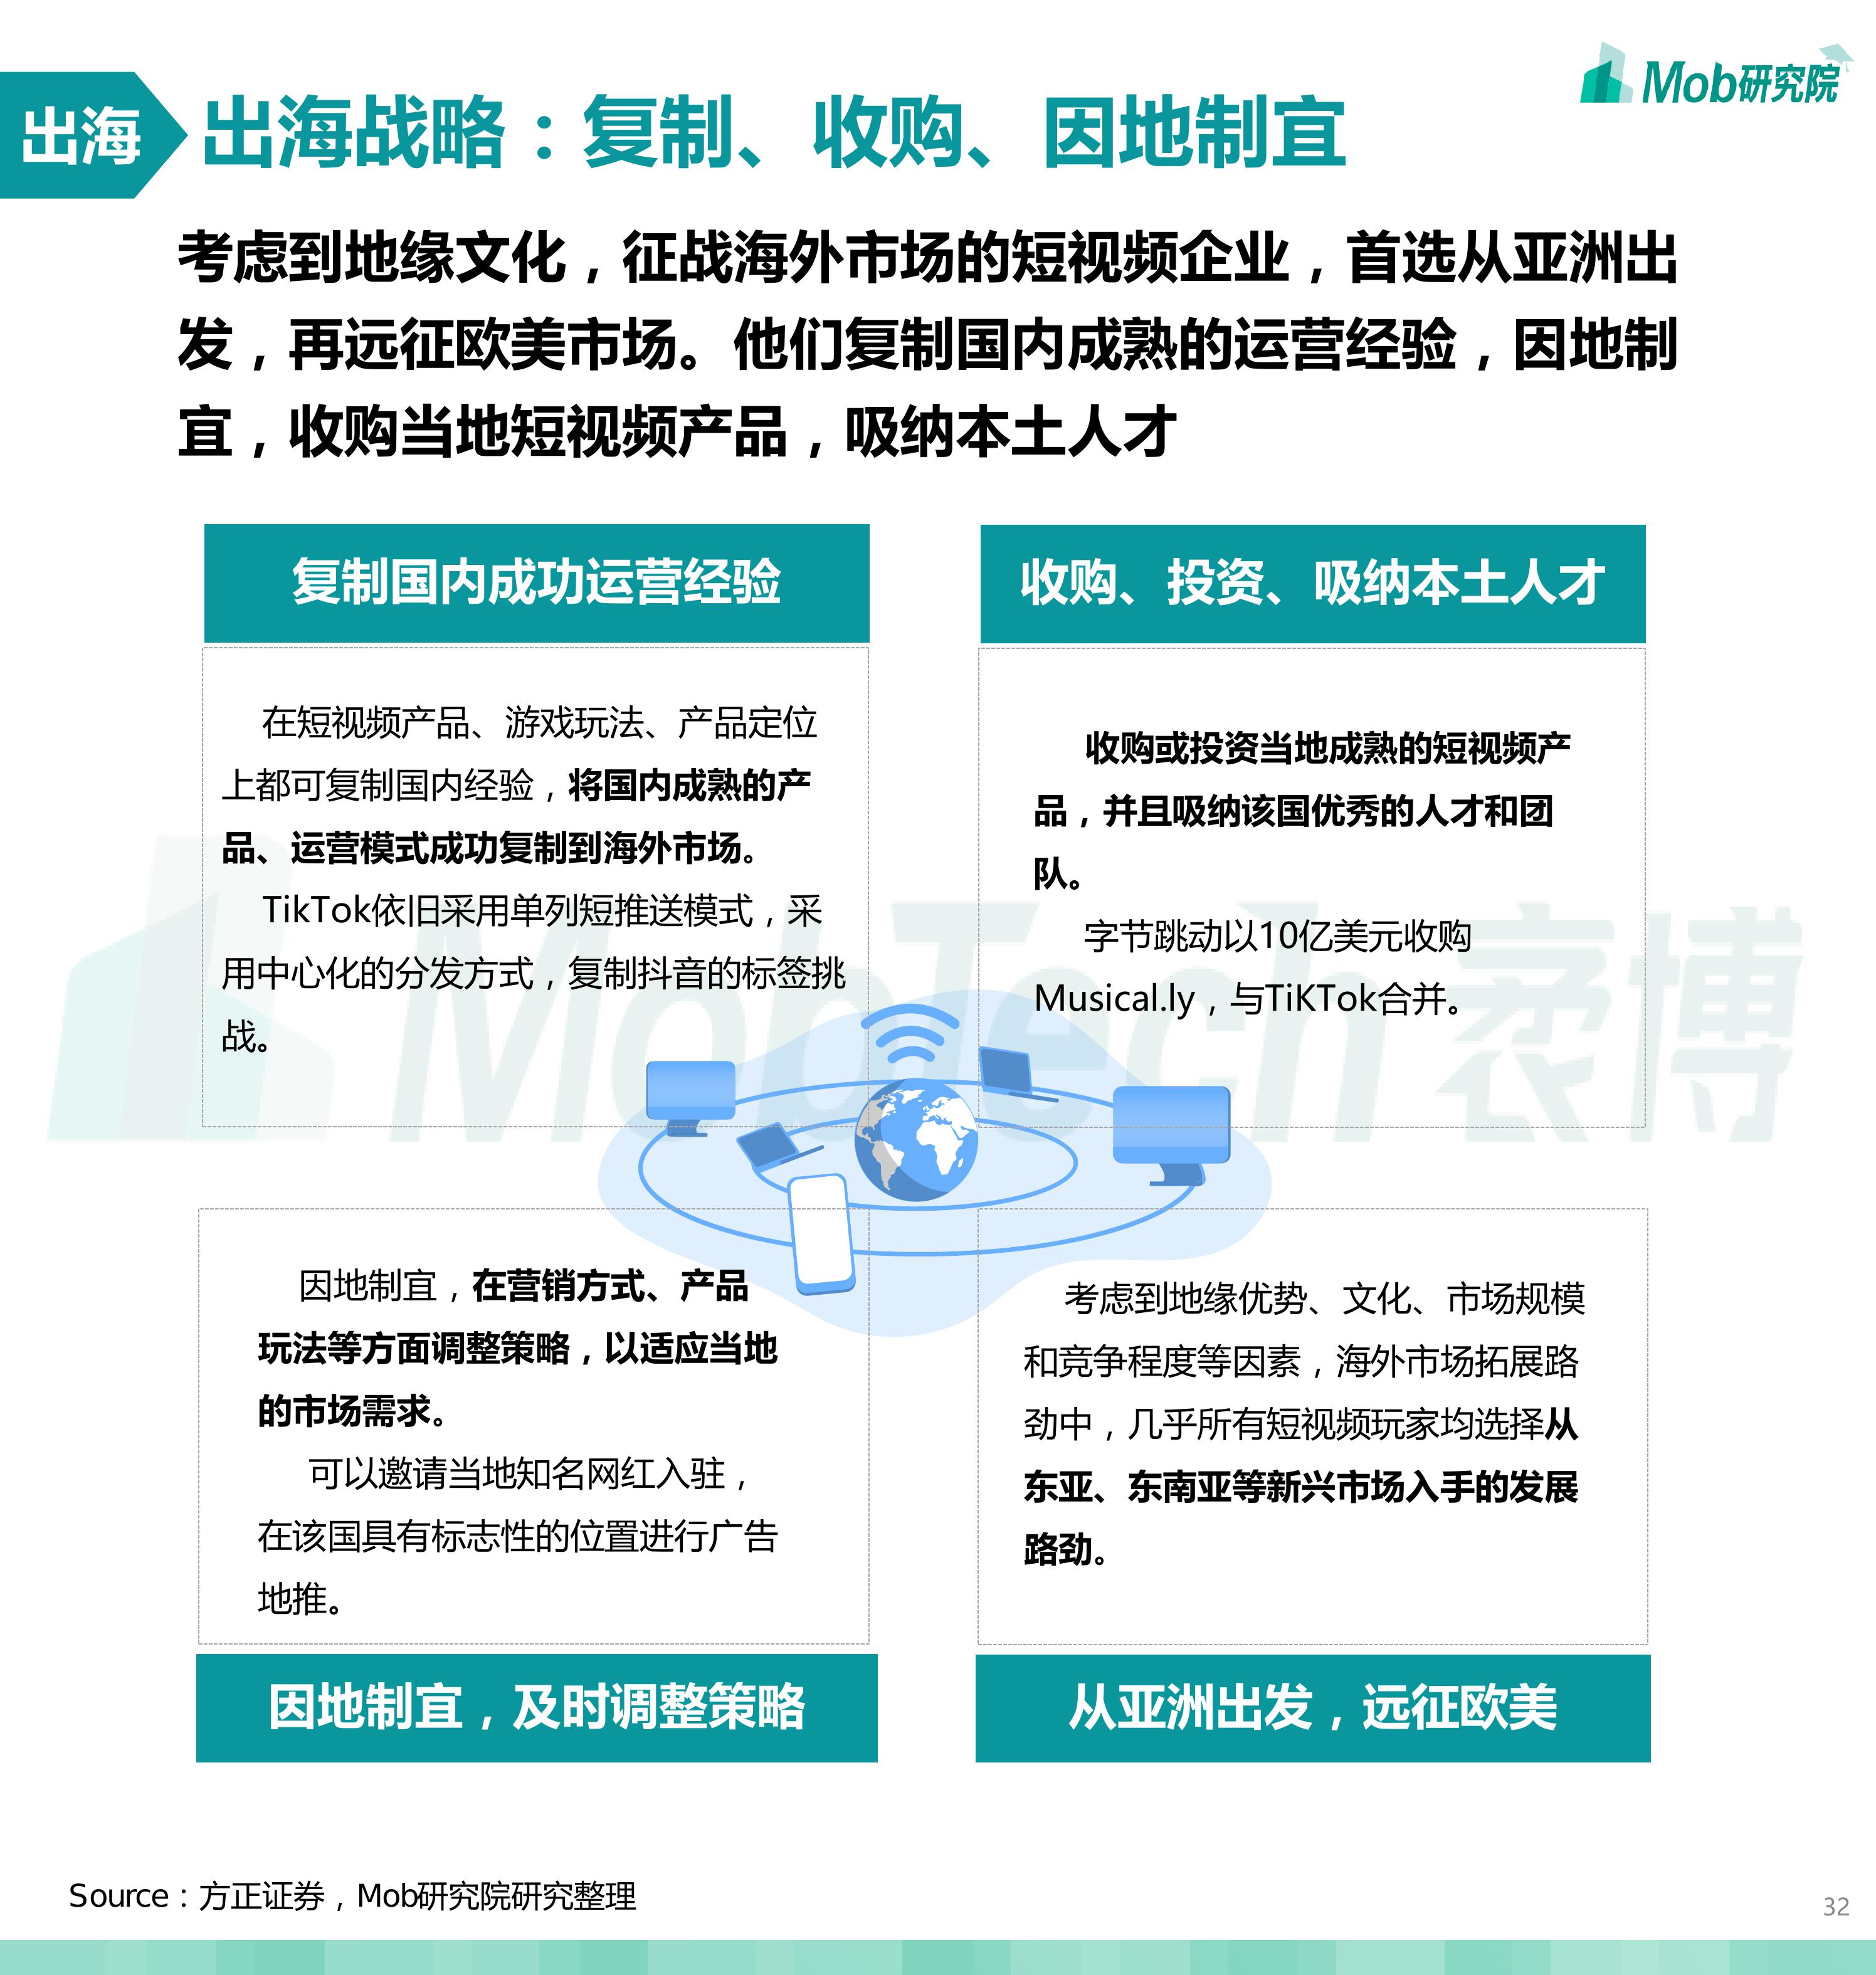 Mob研究院
出海
出海战略：复制、收购、因地制宜
考虑到地缘文化，征战海外市场的短视频企业，首选从亚洲出
发，再远征欧美市场。他们复制国内成熟的运营经验，因地制
宜，收购当地短视频产品，吸纳本土人才
复制国内成功运营经验
在短视频产品、游戏玩法、产品定位
上都可复制国内经验，将国内成熟的产
品、运营模式成功复制到海外市场。
TikTok依旧采用单列短推送模式，采
用中心化的分发方式，复制抖音的标签挑
战。
收购、投资、吸纳本土人才
收购或投资当地成熟的短视频产
品，并且吸纳该国优秀的人才和团
队。
字节跳动以10亿美元收购
Musical.ly，与TiKTok合并。
MobTech 袤博
因地制宜，在营销方式、产品
玩法等方面调整策略，以适应当地
的市场需求。
可以邀请当地知名网红入驻，
在该国具有标志性的位置进行广告
地推。
因地制宜，及时调整策略
考虑到地缘优势、文化、市场规模
和竞争程度等因素，海外市场拓展路
劲中，几乎所有短视频玩家均选择从
东亚、东南亚等新兴市场入手的发展
路劲。
从亚洲出发，远征欧美
Source：方正证券，Mob研究院研究整理
32